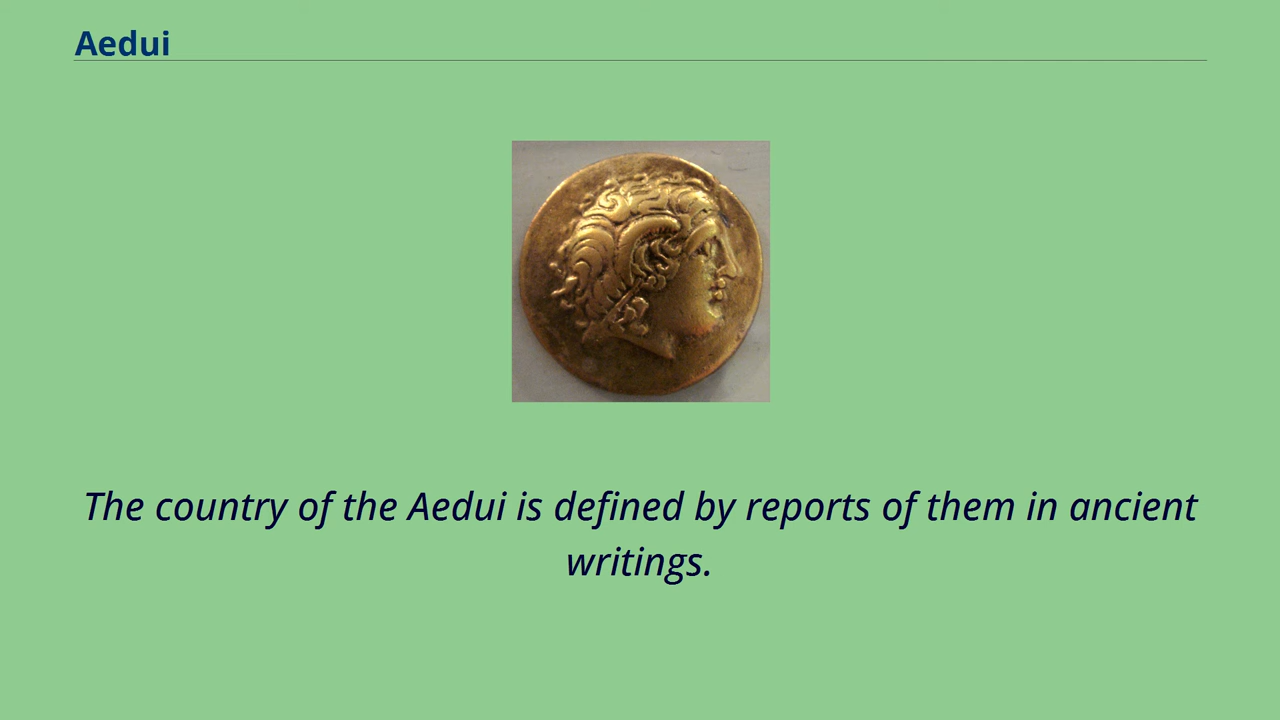 Aedui
The country of the Aedui is defined by reports of them in ancient
writings.